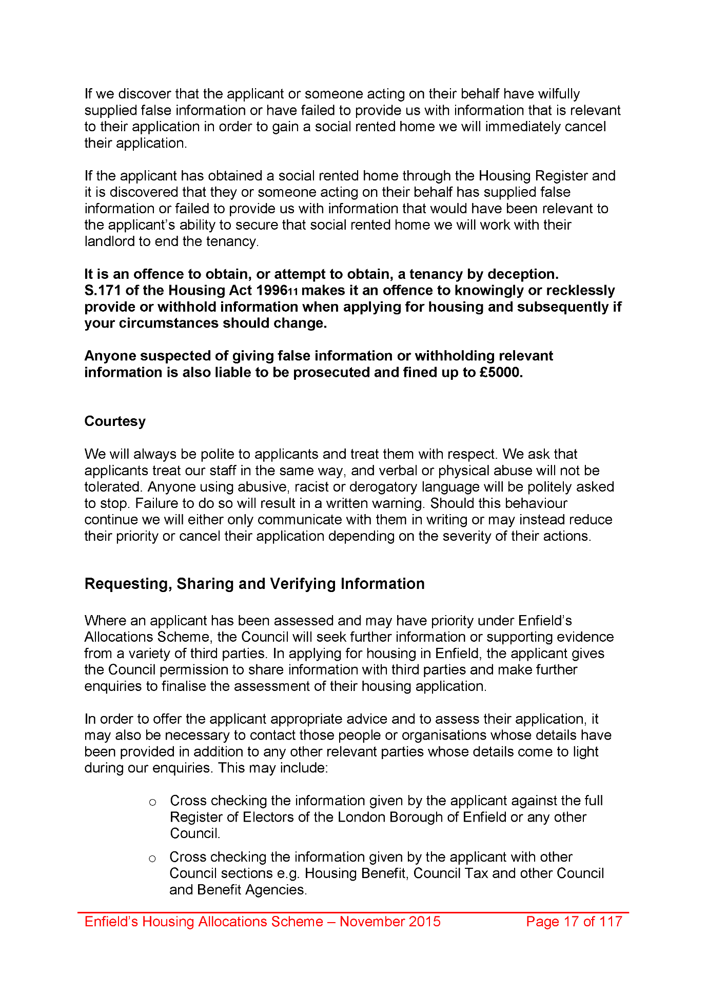 If we discover that the applicant or someone acting on their behalf have wilfully
supplied false information or have failed to provide us with information that is relevant
to their application in order to gain a social rented home we will immediately cancel
their application.
If the applicant has obtained a social rented home through the Housing Register and
it is discovered that they or someone acting on their behalf has supplied false
information or failed to provide us with information that would have been relevant to
the applicant’s ability to secure that social rented home we will work with their
landlord to end the tenancy.
It is an offence to obtain, or attempt to obtain, a tenancy by deception.
S.171 of the Housing Act 199611 makes it an offence to knowingly or recklessly
provide or withhold information when applying for housing and subsequently if
your circumstances should change.
Anyone suspected of giving false information or withholding relevant
information is also liable to be prosecuted and fined up to £5000.
Courtesy
We will always be polite to applicants and treat them with respect. We ask that
applicants treat our staff in the same way, and verbal or physical abuse will not be
tolerated. Anyone using abusive, racist or derogatory language will be politely asked
to stop. Failure to do so will result in a written warning. Should this behaviour
continue we will either only communicate with them in writing or may instead reduce
their priority or cancel their application depending on the severity of their actions.
Requesting, Sharing and Verifying Information
Where an applicant has been assessed and may have priority under Enfield’s
Allocations Scheme, the Council will seek further information or supporting evidence
from a variety of third parties. In applying for housing in Enfield, the applicant gives
the Council permission to share information with third parties and make further
enquiries to finalise the assessment of their housing application.
In order to offer the applicant appropriate advice and to assess their application, it
may also be necessary to contact those people or organisations whose details have
been provided in addition to any other relevant parties whose details come to light
during our enquiries. This may include:
o Cross checking the information given by the applicant against the full
Register of Electors of the London Borough of Enfield or any other
Council.
o Cross checking the information given by the applicant with other
Council sections e.g. Housing Benefit, Council Tax and other Council
and Benefit Agencies.
Enfield’s Housing Allocations Scheme – November 2015 Page 17 of 117